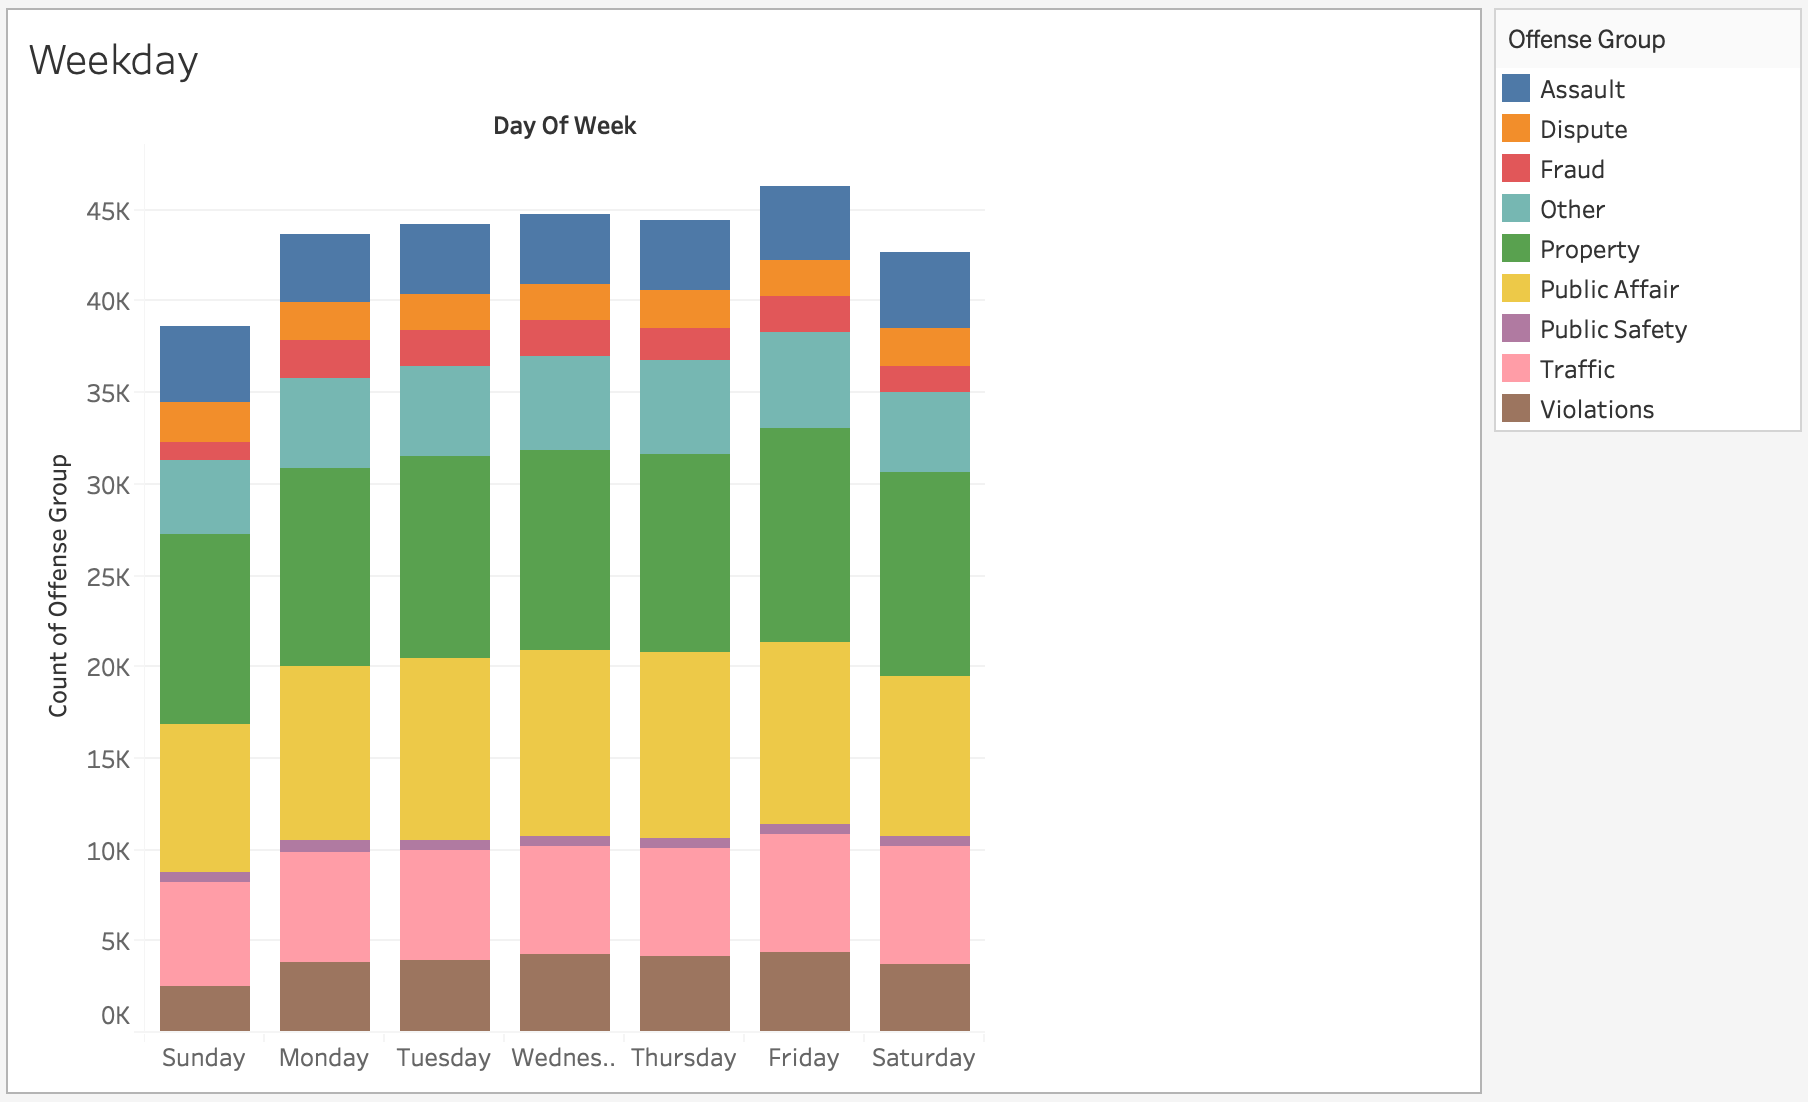 Weekday
Day Of Week
Count of Offense Group
45K
40K
35K
30K
25K
20K
15K
10K
5K
0K
Sunday Monday Tuesday Wednes.. Thursday Friday Saturday
Offense Group
Assault
Dispute
Fraud
Other
Property
Public Affair
Public Safety
Traffic
Violations